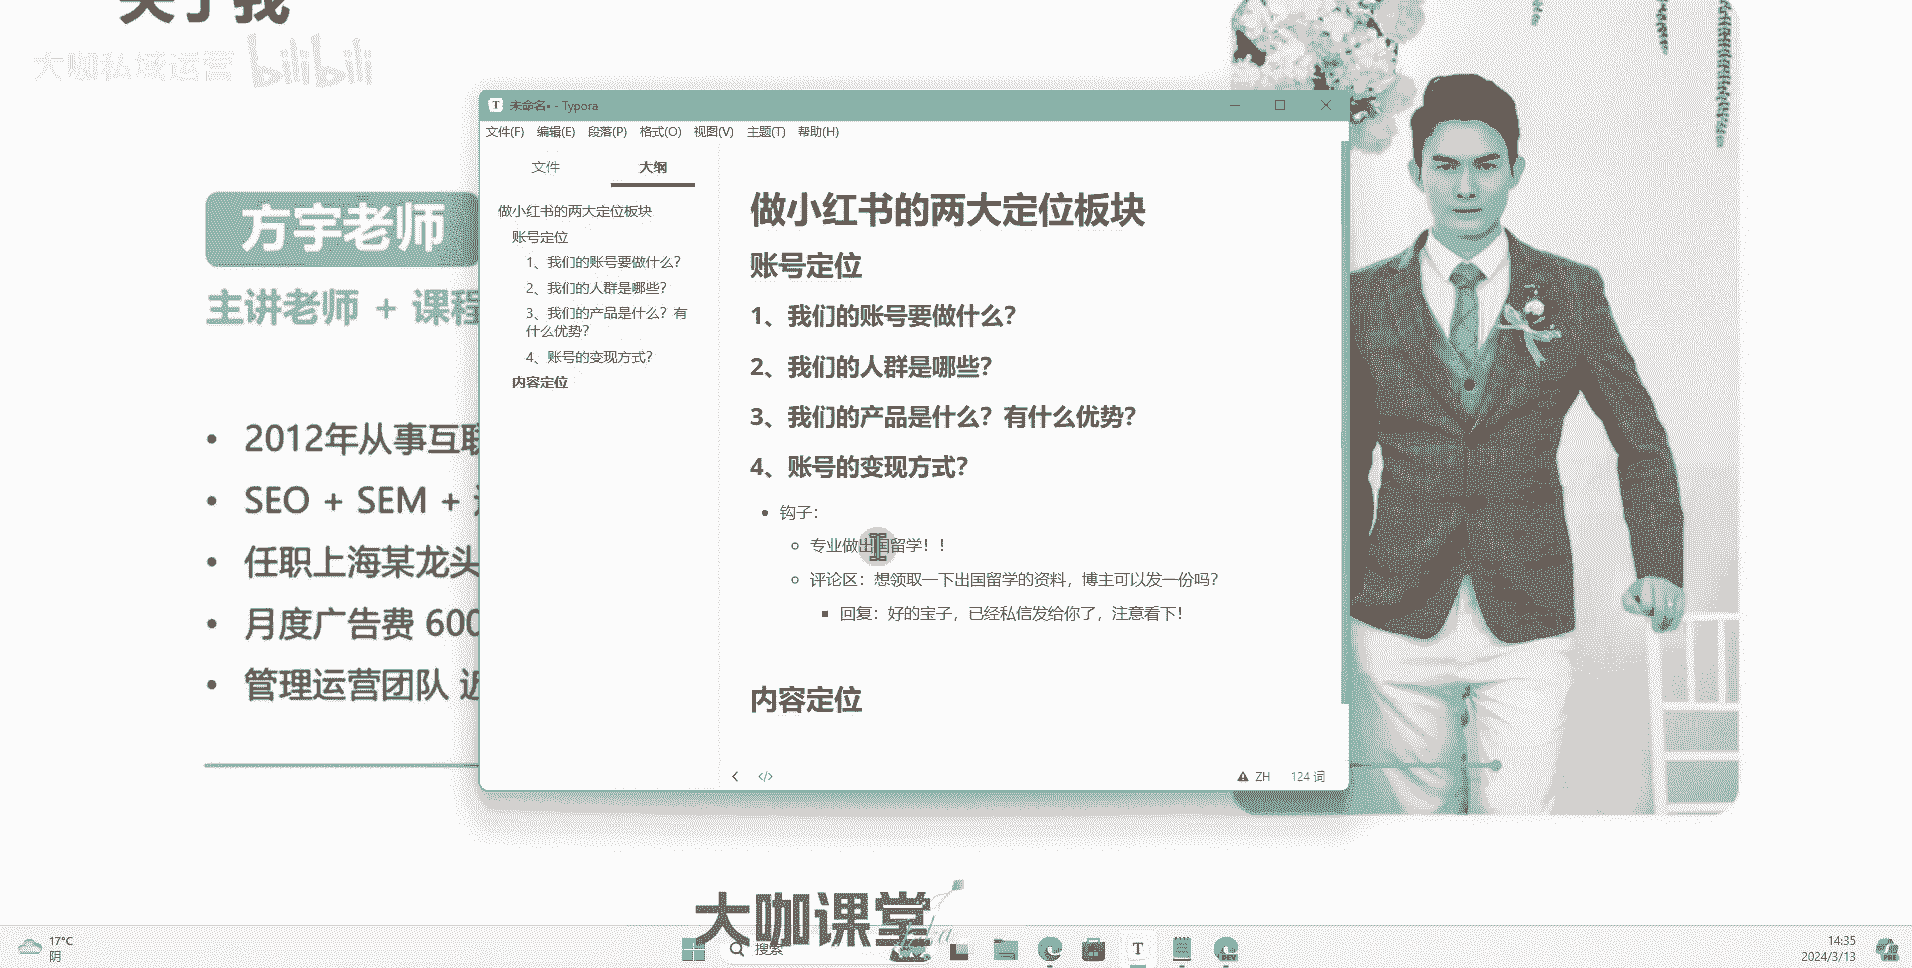 关于我
大咖私域运营 bilibili
方宇老师
主讲老师 + 课程
2012年从事互联
SEO + SEM +
任职上海某龙头
月度广告费 600
管理运营团队 近
未命名• - Typora
文件(F) 编辑(E) 段落(P) 格式(O) 视图(V) 主题(T) 帮助(H)
文件 大纲
做小红书的两大定位板块
账号定位
1、我们的账号要做什么？
2、我们的人群是哪些？
3、我们的产品是什么？有
什么优势？
4、账号的变现方式？
内容定位
做小红书的两大定位板块
账号定位
1、我们的账号要做什么？
2、我们的人群是哪些？
3、我们的产品是什么？有什么优势？
4、账号的变现方式？
钩子：
专业做出国留学！！
评论区：想领取一下出国留学的资料，博主可以发一份吗？
回复：好的宝子，已经私信发给你了，注意看下！
内容定位
ZH 124 词
大咖课堂
17°C
阴
搜索
14:35
2024/3/13